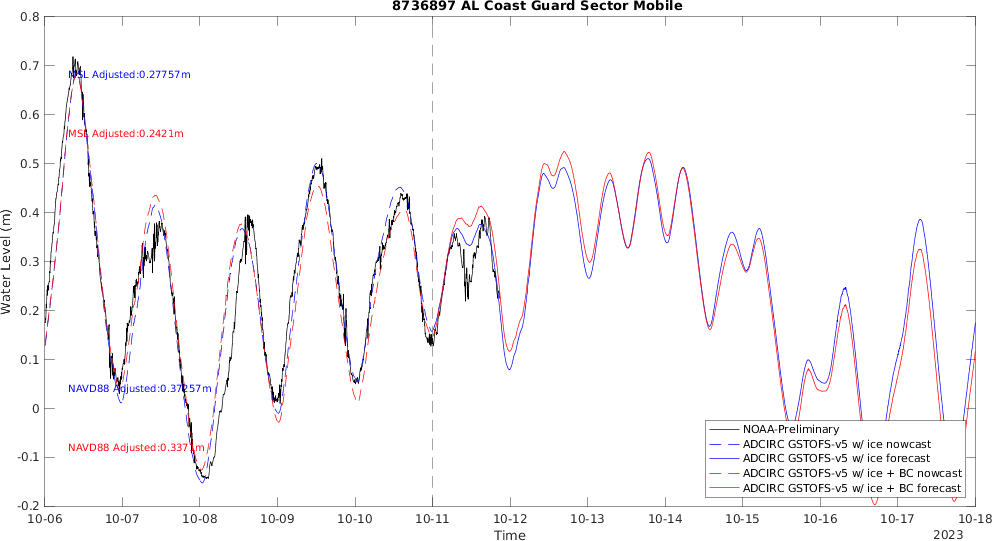 8736897 AL Coast Guard Sector Mobile
Water Level (m)
0.8
0.7
0.6
0.5
0.4
0.3
0.2
0.1
0
-0.1
-0.2
MSL Adjusted:0.27757m
MSL Adjusted:0.2421m
NAVD88 Adjusted:0.37257m
NAVD88 Adjusted:0.3371m
NOAA-Preliminary
ADCIRC GSTOFS-v5 w/ ice nowcast
ADCIRC GSTOFS-v5 w/ ice forecast
ADCIRC GSTOFS-v5 w/ ice + BC nowcast
ADCIRC GSTOFS-v5 w/ ice + BC forecast
10-06 10-07 10-08 10-09 10-10 10-11 10-12 10-13 10-14 10-15 10-16 10-17 10-18
Time
2023